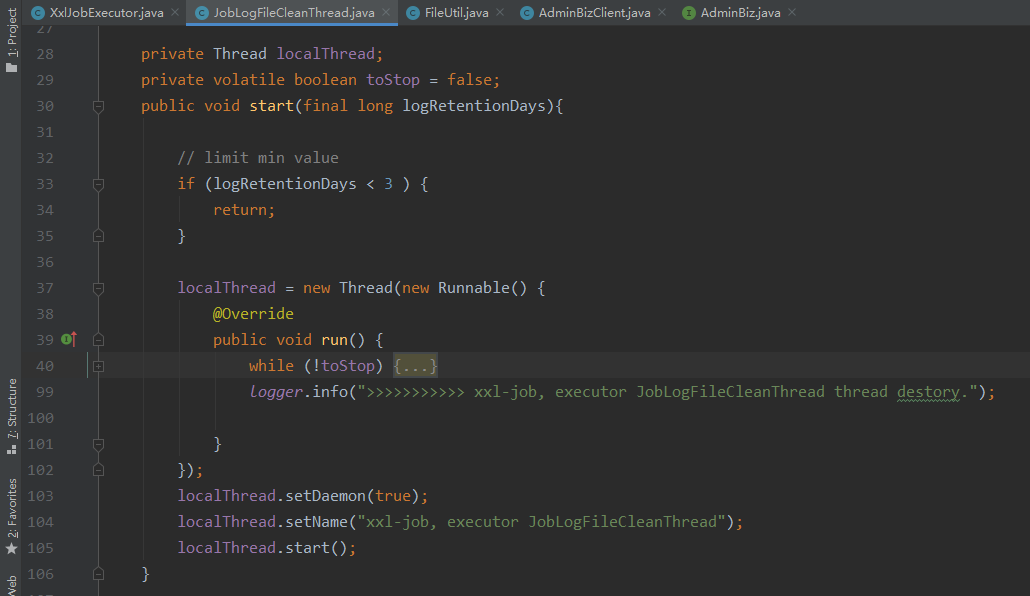 XxlJobExecutor.java × JobLogFileCleanThread.java × FileUtil.java × AdminBizClient.java × AdminBiz.java ×
1: Project
7: Structure
2: Favorites
Web
27
28 private Thread localThread;
29 private volatile boolean toStop = false;
30 public void start(final long logRetentionDays){
31
32 // limit min value
33 if (logRetentionDays < 3 ) {
34 return;
35 }
36
37 localThread = new Thread(new Runnable() {
38 @Override
39 public void run() {
40 while (!toStop) {...}
99 logger.info(">>>>>>>>>>> xxl-job, executor JobLogFileCleanThread thread destory.");
100
101 }
102 });
103 localThread.setDaemon(true);
104 localThread.setName("xxl-job, executor JobLogFileCleanThread");
105 localThread.start();
106 }